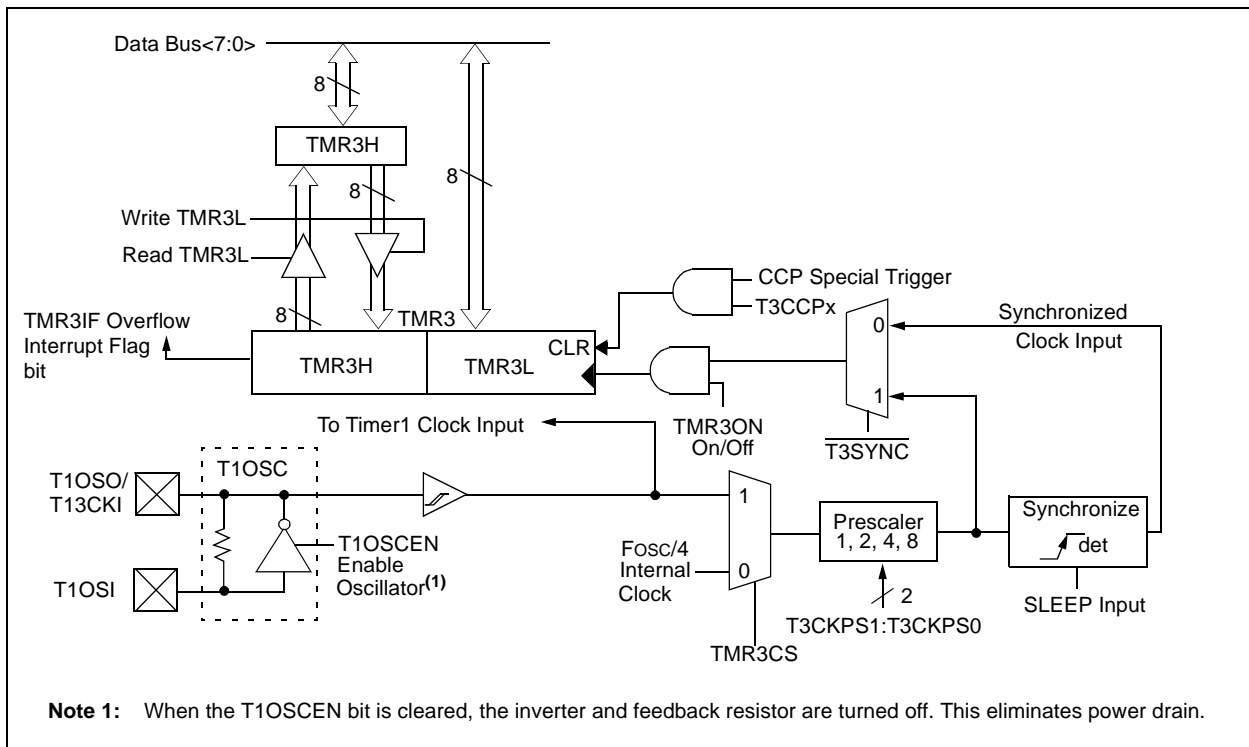 Data Bus<7:0>
8
TMR3H
8
8
Write TMR3L
Read TMR3L
8
TMR3
CCP Special Trigger
T3CCPx
TMR3IF Overflow
Interrupt Flag
bit
TMR3H
TMR3L
CLR
0
1
Synchronized
Clock Input
To Timer1 Clock Input
TMR3ON
On/Off
T3SYNC
T1OSC
T1OSO/
T13CKI
1
Prescaler
1, 2, 4, 8
Synchronize
det
T1OSCEN
Enable
Oscillator(1)
FOSC/4
Internal
Clock
0
T1OSI
2
SLEEP Input
T3CKPS1:T3CKPS0
TMR3CS
Note 1: When the T1OSCEN bit is cleared, the inverter and feedback resistor are turned off. This eliminates power drain.